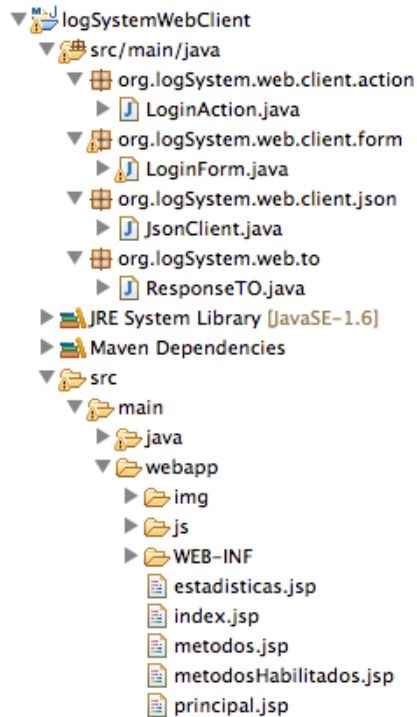 logSystemWebClient
src/main/java
org.logSystem.web.client.action
LoginAction.java
org.logSystem.web.client.form
LoginForm.java
org.logSystem.web.client.json
JsonClient.java
org.logSystem.web.to
ResponseTO.java
JRE System Library [JavaSE-1.6]
Maven Dependencies
src
main
java
webapp
img
js
WEB-INF
estadisticas.jsp
index.jsp
metodos.jsp
metodosHabilitados.jsp
principal.jsp